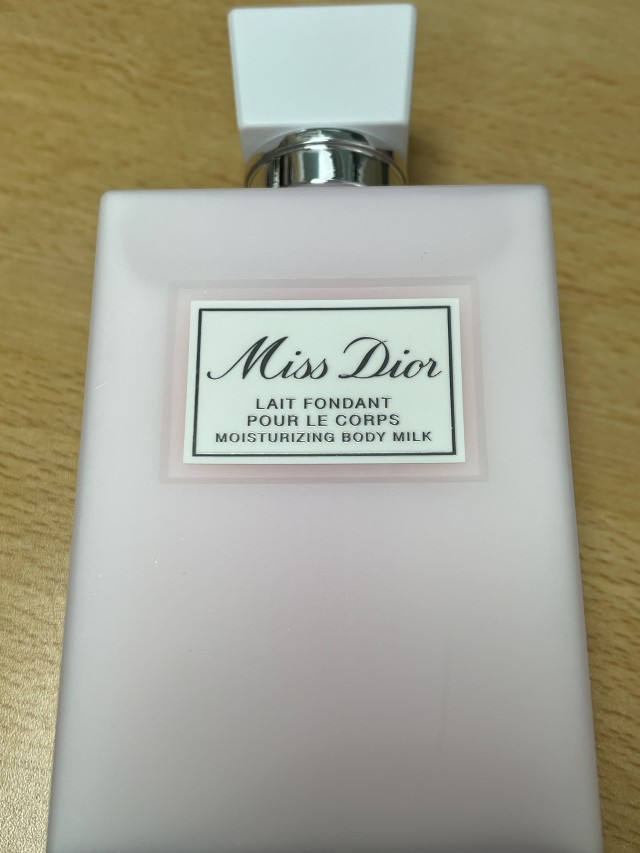 Miss Dior
LAIT FONDANT
POUR LE CORPS
MOISTURIZING BODY MILK